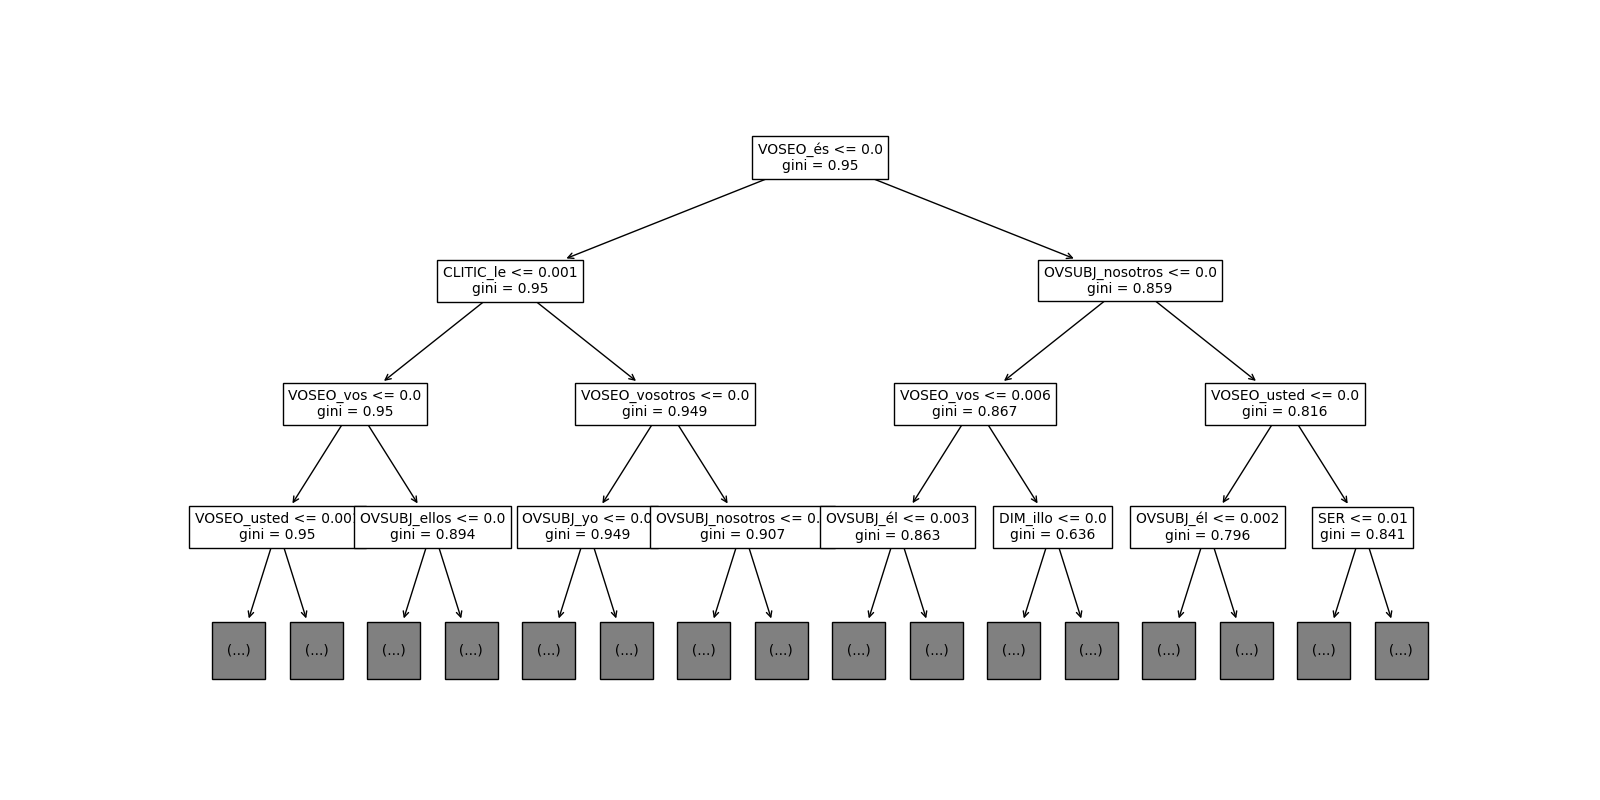 VOSEO_és <= 0.0
gini = 0.95
CLITIC_le <= 0.001
gini = 0.95
OVSUBJ_nosotros <= 0.0
gini = 0.859
VOSEO_vos <= 0.0
gini = 0.95
VOSEO_vosotros <= 0.0
gini = 0.949
VOSEO_vos <= 0.006
gini = 0.867
VOSEO_usted <= 0.0
gini = 0.816
VOSEO_usted <= 0.00
gini = 0.95
OVSUBJ_ellos <= 0.0
gini = 0.894
OVSUBJ_yo <= 0.0
gini = 0.949
OVSUBJ_nosotros <= 0.
gini = 0.907
OVSUBJ_él <= 0.003
gini = 0.863
DIM_illo <= 0.0
gini = 0.636
OVSUBJ_él <= 0.002
gini = 0.796
SER <= 0.01
gini = 0.841
(...) (...) (...) (...) (...) (...) (...) (...) (...) (...) (...) (...) (...) (...) (...) (...)